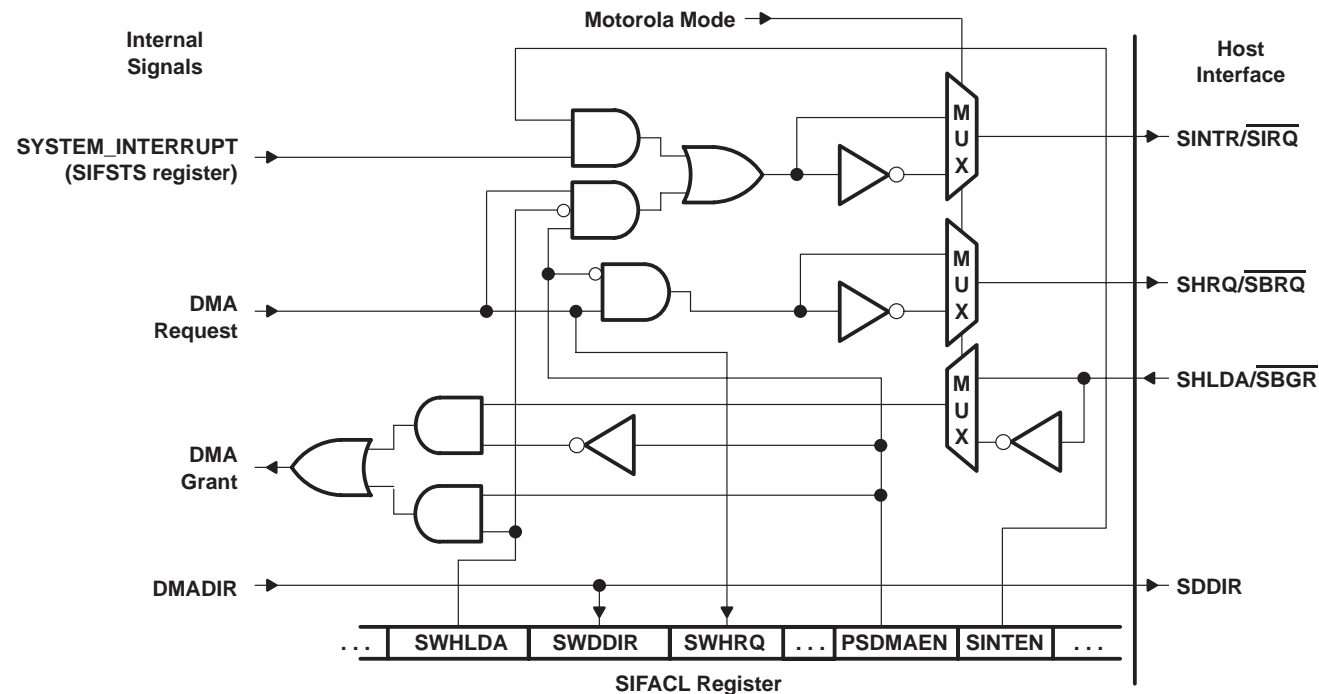 Motorola Mode
Internal
Signals
Host
Interface
SYSTEM_INTERRUPT
(SIFSTS register)
M
U
X
SINTR/SIRQ
DMA
Request
M
U
X
SHRQ/SBRQ
M
U
X
SHLDA/SBGR
DMA
Grant
DMADIR
SDDIR
. . . SWHLDA SWDDIR SWHRQ . . . PSDMAEN SINTEN . . .
SIFACL Register